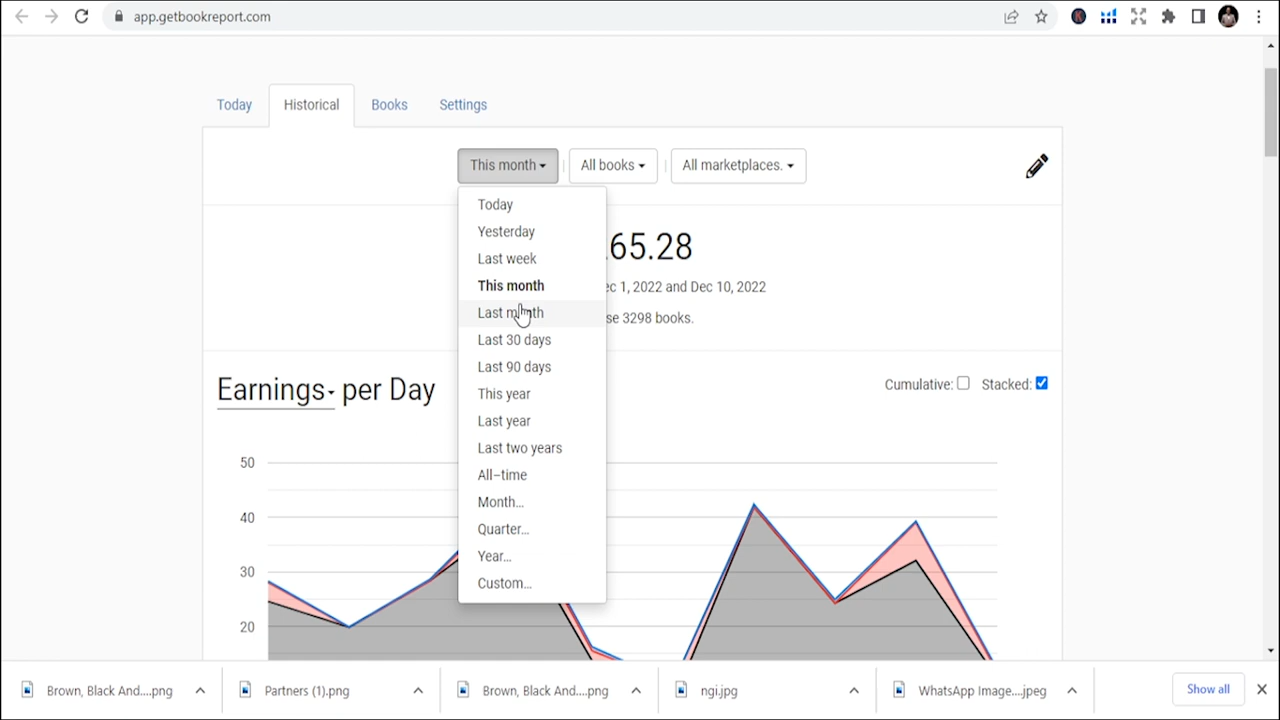 app.getbookreport.com
Today
Historical
Books
Settings
This month
All books
All marketplaces.
Today
Yesterday
Last week
This month
Last month
Last 30 days
Last 90 days
This year
Last year
Last two years
All-time
Month...
Quarter...
Year...
Custom...
65.28
Dec 1, 2022 and Dec 10, 2022
3298 books.
Earnings per Day
Cumulative:
Stacked:
50
40
30
20
Brown, Black And....png
Partners (1).png
Brown, Black And....png
ngi.jpg
WhatsApp Image....jpeg
Show all